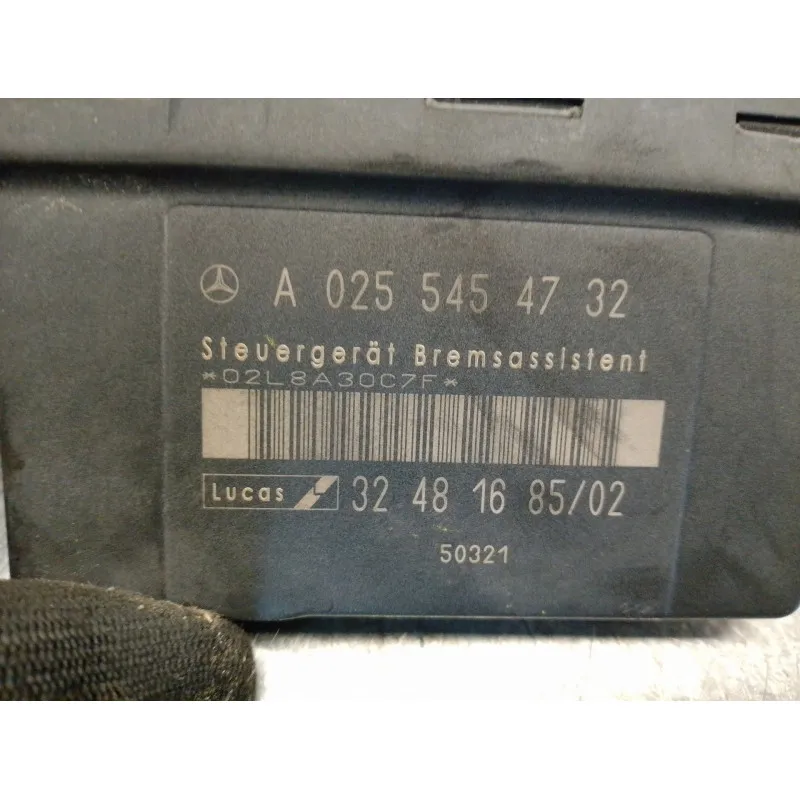 A 025 545 47 32
Steuergerät Bremsassistent
*02L8A30C7F*
Lucas 32 48 16 85/02
50321